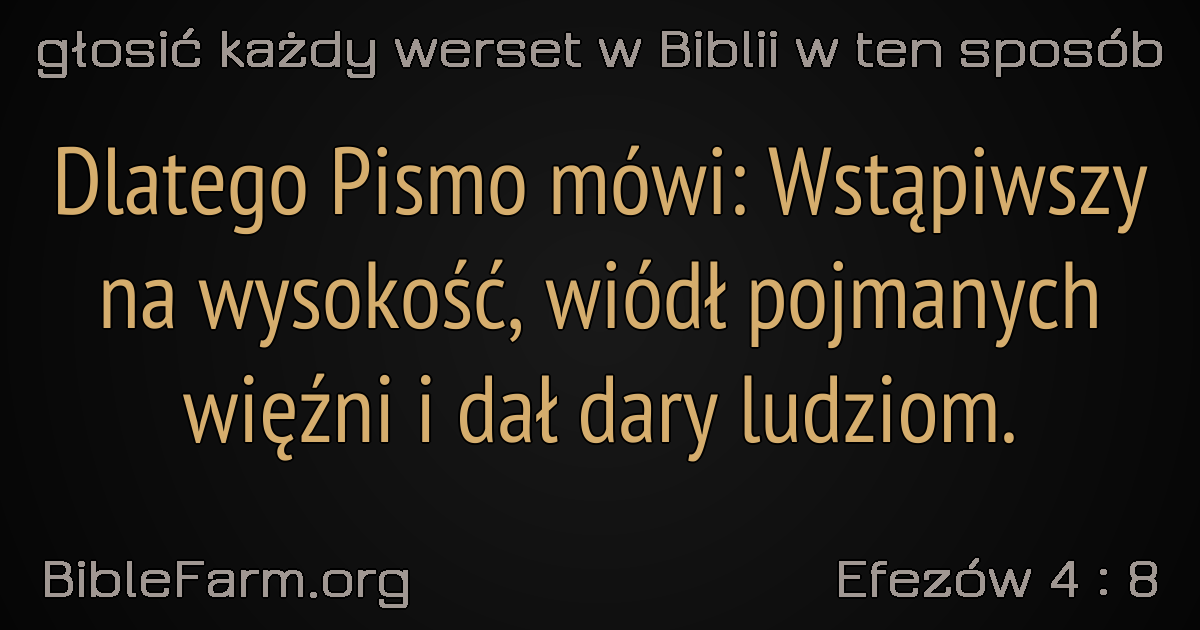 głosić każdy werset w Biblii w ten sposób
Dlatego Pismo mówi: Wstąpiwszy
na wysokość, wiódł pojmanych
więźni i dał dary ludziom.
BibleFarm.org
Efezów 4 : 8